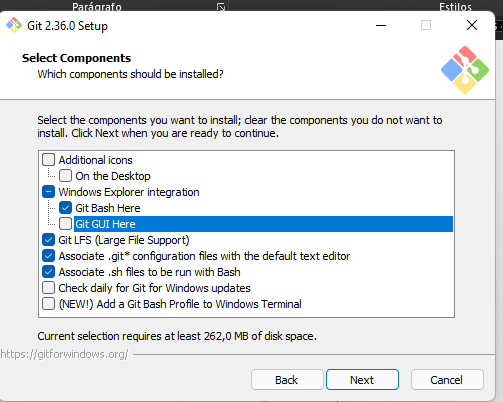 Parágrafo
Estilos
Git 2.36.0 Setup
Select Components
Which components should be installed?
Select the components you want to install; clear the components you do not want to
install. Click Next when you are ready to continue.
Additional icons
On the Desktop
Windows Explorer integration
Git Bash Here
Git GUI Here
Git LFS (Large File Support)
Associate .git* configuration files with the default text editor
Associate .sh files to be run with Bash
Check daily for Git for Windows updates
(NEW!) Add a Git Bash Profile to Windows Terminal
Current selection requires at least 262,0 MB of disk space.
https://gitforwindows.org/
Back
Next
Cancel